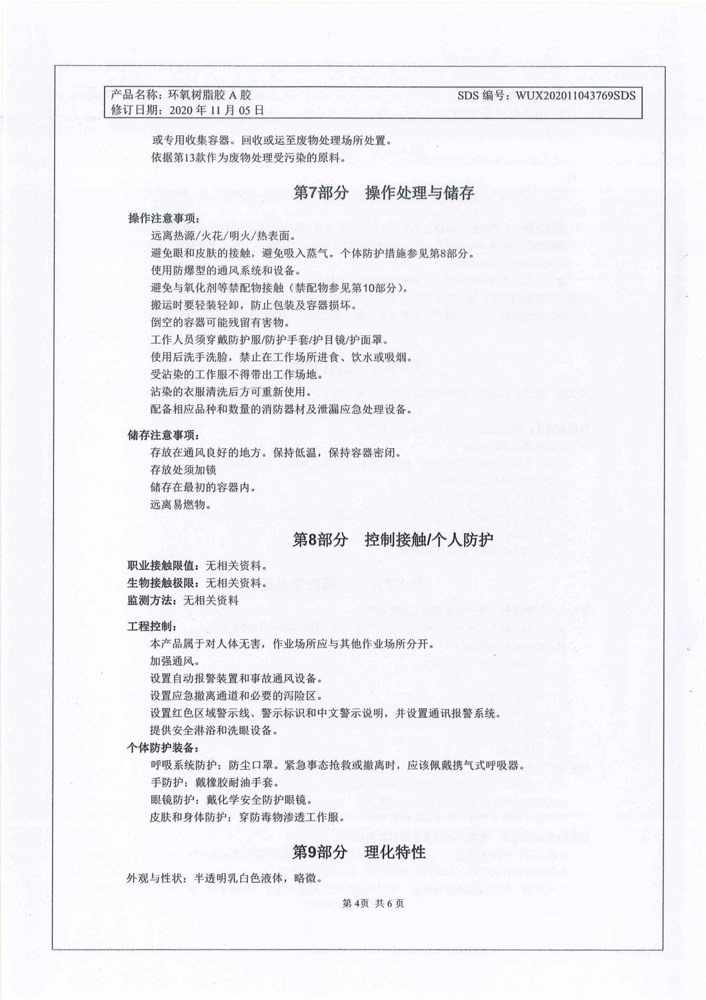 产品名称：环氧树脂胶 A 胶
SDS 编号：WUX202011043769SDS
修订日期：2020 年 11 月 05 日
或专用收集容器。回收或运至废物处理场所处置。
依据第13款作为废物处理受污染的原料。
第7部分 操作处理与储存
操作注意事项：
远离热源/火花/明火/热表面。
避免眼和皮肤的接触，避免吸入蒸气。个体防护措施参见第8部分。
使用防爆型的通风系统和设备。
避免与氧化剂等禁配物接触（禁配物参见第10部分）。
搬运时要轻装轻卸，防止包装及容器损坏。
倒空的容器可能残留有害物。
工作人员须穿戴防护服/防护手套/护目镜/护面罩。
使用后洗手洗脸，禁止在工作场所进食、饮水或吸烟。
受沾染的工作服不得带出工作场地。
沾染的衣服清洗后方可重新使用。
配备相应品种和数量的消防器材及泄漏应急处理设备。
储存注意事项：
存放在通风良好的地方。保持低温，保持容器密闭。
存放处须加锁
储存在最初的容器内。
远离易燃物。
第8部分 控制接触/个人防护
职业接触限值：无相关资料。
生物接触极限：无相关资料。
监测方法：无相关资料
工程控制：
本产品属于对人体无害，作业场所应与其他作业场所分开。
加强通风。
设置自动报警装置和事故通风设备。
设置应急撤离通道和必要的泻险区。
设置红色区域警示线、警示标识和中文警示说明，并设置通讯报警系统。
提供安全淋浴和洗眼设备。
个体防护装备：
呼吸系统防护：防尘口罩。紧急事态抢救或撤离时，应该佩戴携气式呼吸器。
手防护：戴橡胶耐油手套。
眼镜防护：戴化学安全防护眼镜。
皮肤和身体防护：穿防毒物渗透工作服。
第9部分 理化特性
外观与性状：半透明乳白色液体，略微。
第 4页 共 6 页